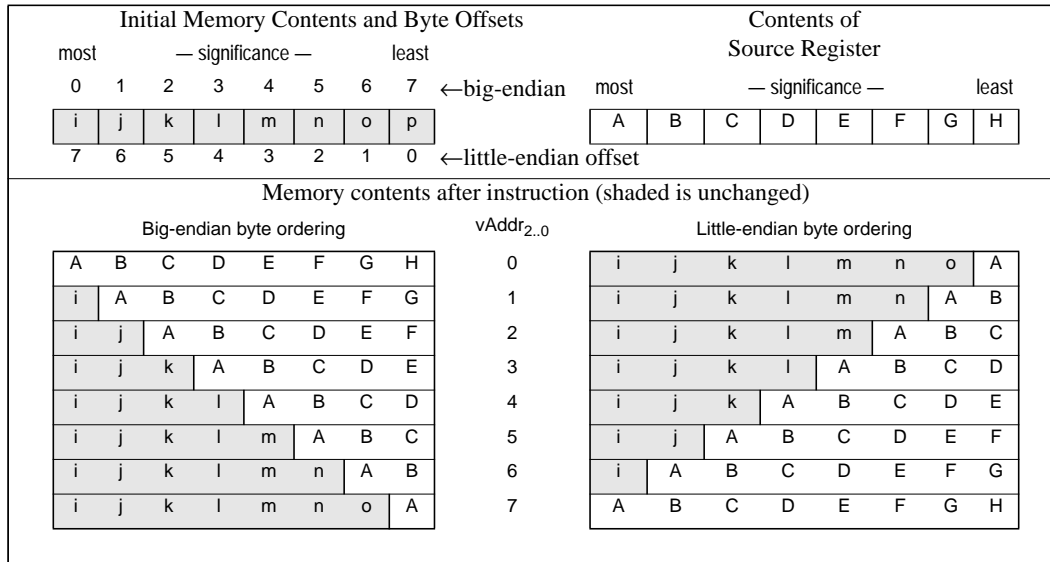 Initial Memory Contents and Byte Offsets
most — significance — least
0 1 2 3 4 5 6 7 ←big-endian
i j k l m n o p
7 6 5 4 3 2 1 0 ←little-endian offset
Contents of
Source Register
most — significance — least
A B C D E F G H
Memory contents after instruction (shaded is unchanged)
Big-endian byte ordering vAddr2..0 Little-endian byte ordering
A B C D E F G H 0 i j k l m n o A
i A B C D E F G 1 i j k l m n A B
i j A B C D E F 2 i j k l m A B C
i j k A B C D E 3 i j k l A B C D
i j k l A B C D 4 i j k A B C D E
i j k l m A B C 5 i j A B C D E F
i j k l m n A B 6 i A B C D E F G
i j k l m n o A 7 A B C D E F G H